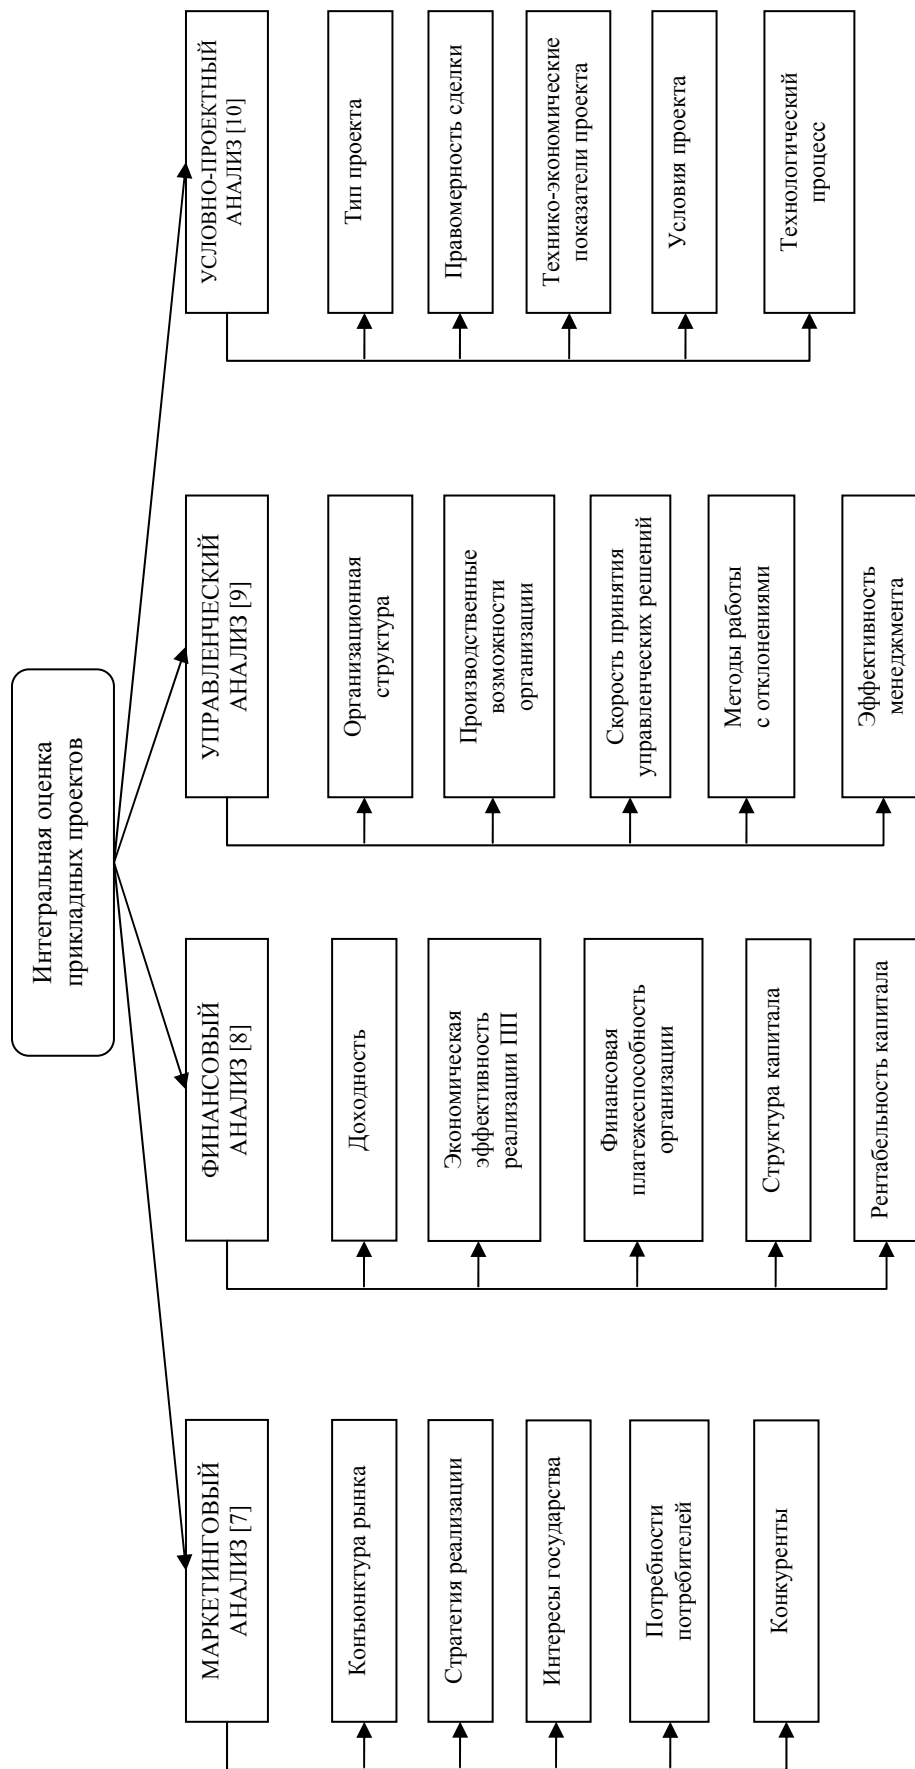 Интегральная оценка
прикладных проектов
МАРКЕТИНГОВЫЙ
АНАЛИЗ [7]
Конъюнктура рынка
Стратегия реализации
Интересы государства
Потребности
потребителей
Конкуренты
ФИНАНСОВЫЙ
АНАЛИЗ [8]
Доходность
Экономическая
эффективность
реализации ПП
Финансовая
платежеспособность
организации
Структура капитала
Рентабельность капитала
УПРАВЛЕНЧЕСКИЙ
АНАЛИЗ [9]
Организационная
структура
Производственные
возможности
организации
Скорость принятия
управленческих решений
Методы работы
с отклонениями
Эффективность
менеджмента
УСЛОВНО-ПРОЕКТНЫЙ
АНАЛИЗ [10]
Тип проекта
Правомерность сделки
Технико-экономические
показатели проекта
Условия проекта
Технологический
процесс